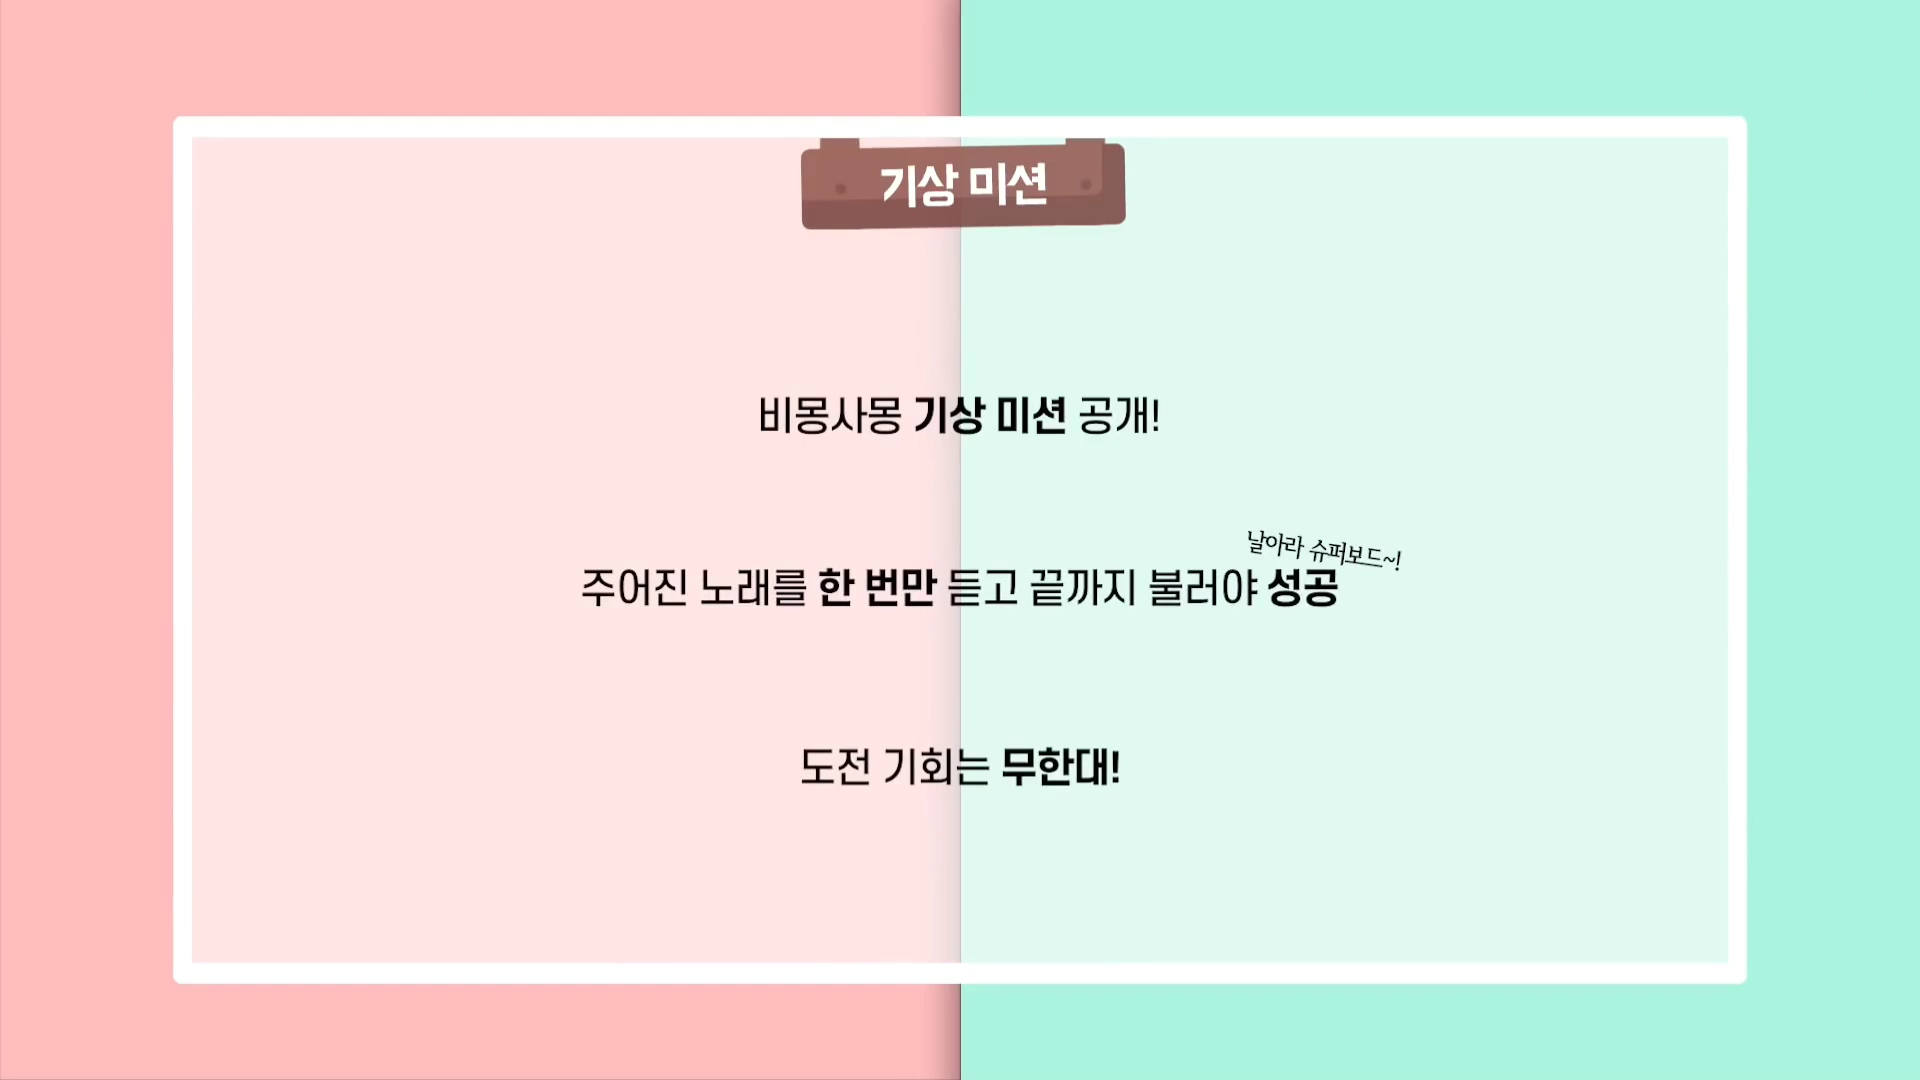 기상 미션
비몽사몽 기상 미션 공개!
날아라 슈퍼보드~!
주어진 노래를 한 번만 듣고 끝까지 불러야 성공
도전 기회는 무한대!